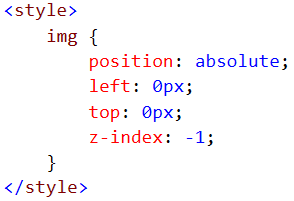 <style>
    img {
        position: absolute;
        left: 0px;
        top: 0px;
        z-index: -1;
    }
</style>